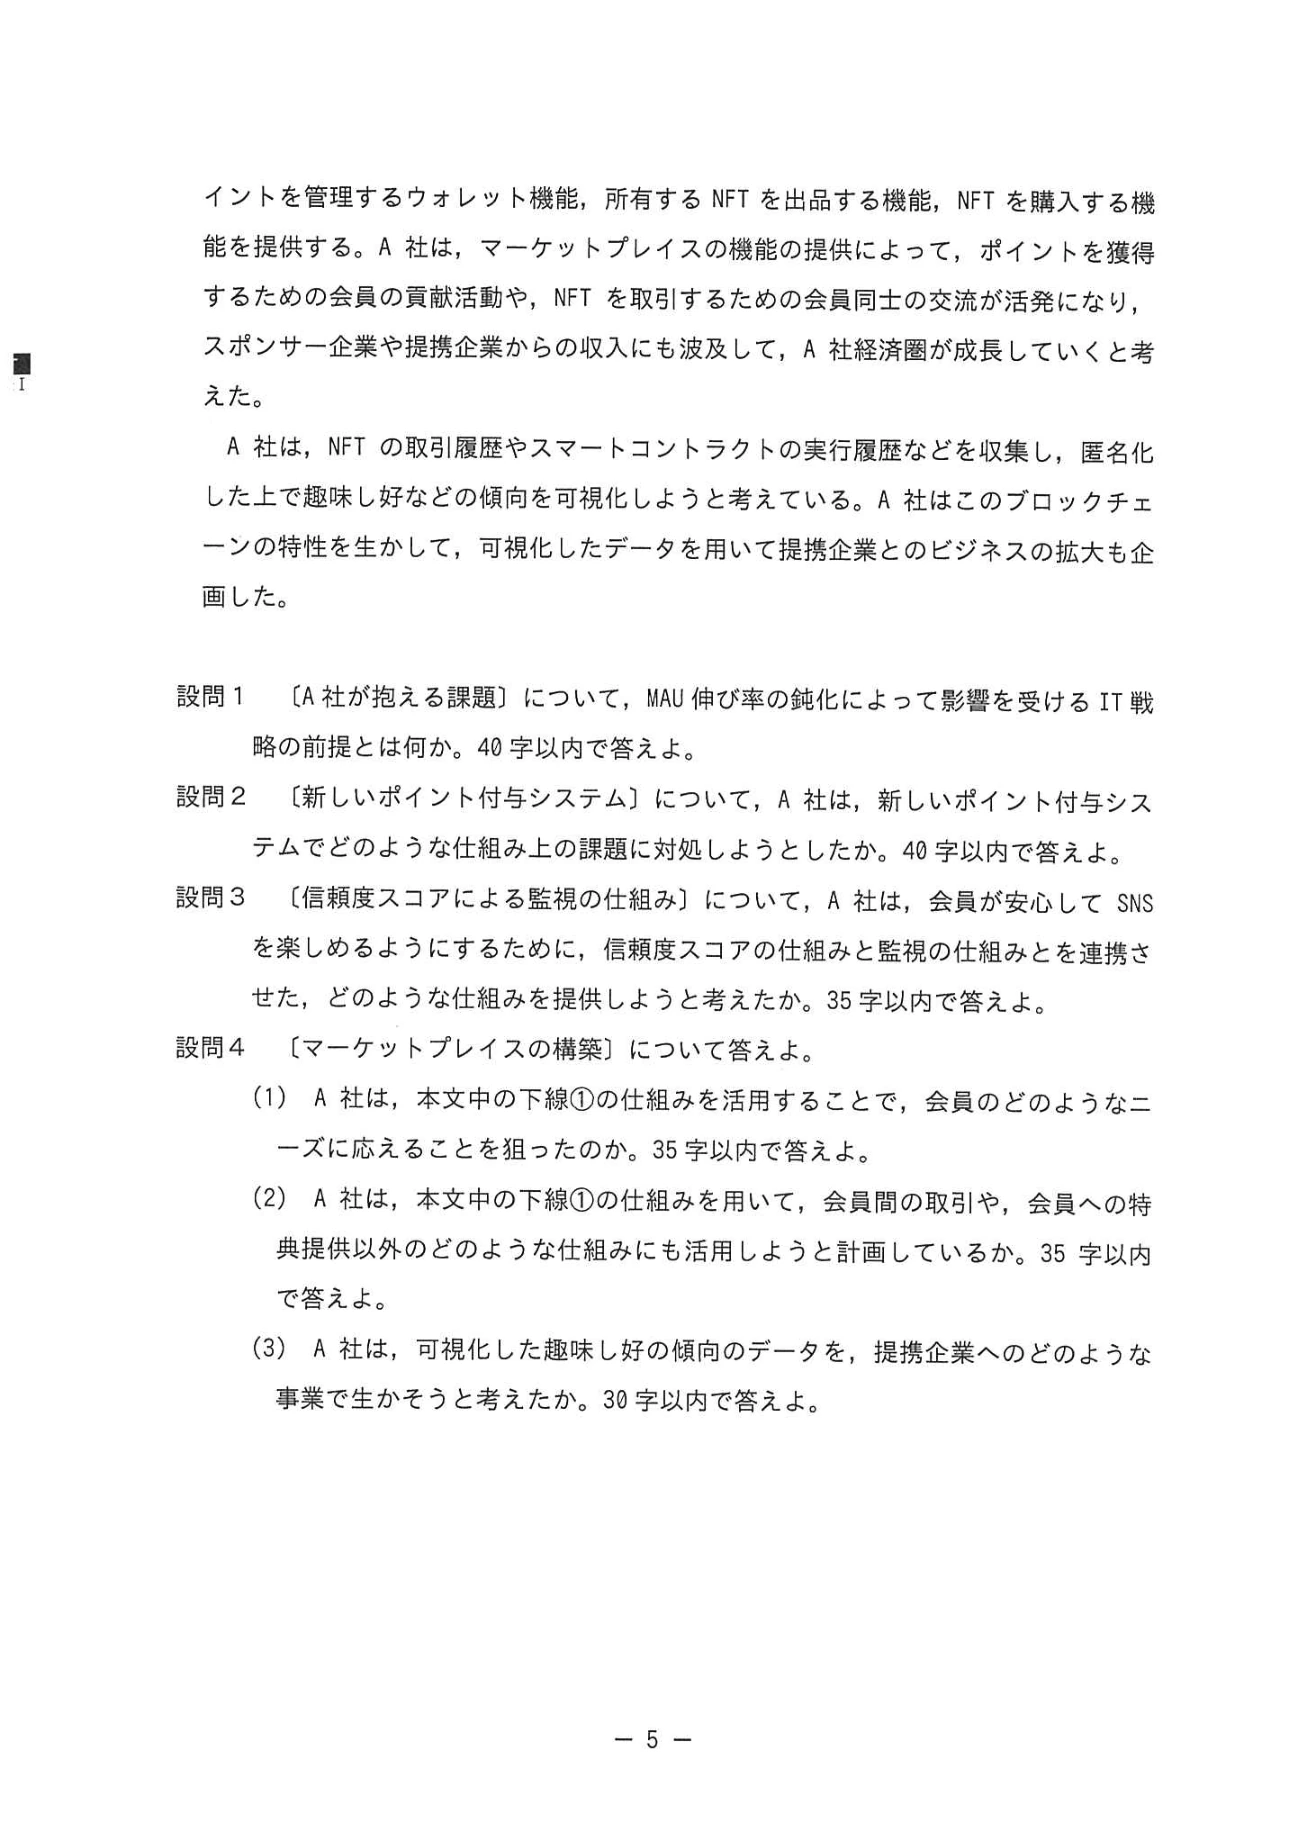 イントを管理するウォレット機能，所有する NFT を出品する機能，NFT を購入する機
能を提供する。A 社は，マーケットプレイスの機能の提供によって，ポイントを獲得
するための会員の貢献活動や，NFT を取引するための会員同士の交流が活発になり，
スポンサー企業や提携企業からの収入にも波及して，A 社経済圏が成長していくと考
えた。
A 社は，NFT の取引履歴やスマートコントラクトの実行履歴などを収集し，匿名化
した上で趣味し好などの傾向を可視化しようと考えている。A 社はこのブロックチェ
ーンの特性を生かして，可視化したデータを用いて提携企業とのビジネスの拡大も企
画した。
設問１ 〔A 社が抱える課題〕について，MAU 伸び率の鈍化によって影響を受ける IT 戦
略の前提とは何か。40 字以内で答えよ。
設問２ 〔新しいポイント付与システム〕について，A 社は，新しいポイント付与シス
テムでどのような仕組み上の課題に対処しようとしたか。40 字以内で答えよ。
設問３ 〔信頼度スコアによる監視の仕組み〕について，A 社は，会員が安心して SNS
を楽しめるようにするために，信頼度スコアの仕組みと監視の仕組みとを連携さ
せた，どのような仕組みを提供しようと考えたか。35 字以内で答えよ。
設問４ 〔マーケットプレイスの構築〕について答えよ。
(1) A 社は，本文中の下線①の仕組みを活用することで，会員のどのようなニ
ーズに応えることを狙ったのか。35 字以内で答えよ。
(2) A 社は，本文中の下線①の仕組みを用いて，会員間の取引や，会員への特
典提供以外のどのような仕組みにも活用しようと計画しているか。35 字以内
で答えよ。
(3) A 社は，可視化した趣味し好の傾向のデータを，提携企業へのどのような
事業で生かそうと考えたか。30 字以内で答えよ。
I
― 5 ―